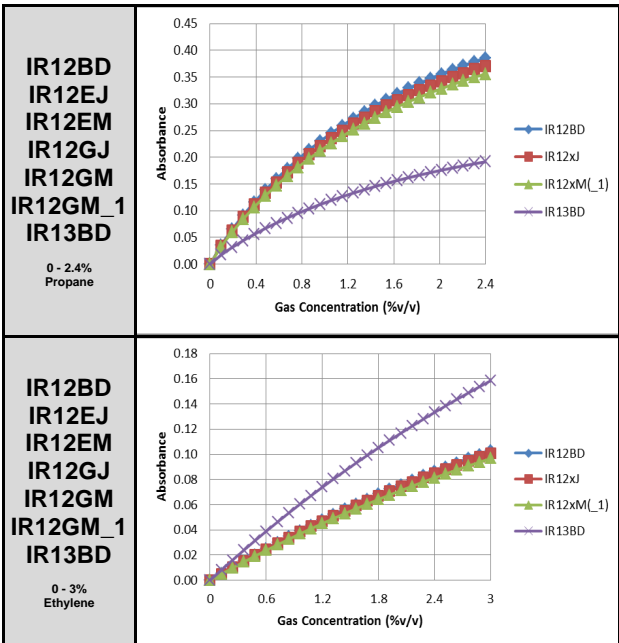 IR12BD
IR12EJ
IR12EM
IR12GJ
IR12GM
IR12GM_1
IR13BD
0 - 2.4%
Propane
0.45
0.40
0.35
0.30
0.25
0.20
0.15
0.10
0.05
0.00
Absorbance
0 0.4 0.8 1.2 1.6 2 2.4
Gas Concentration (%v/v)
IR12BD
IR12xJ
IR12xM(_1)
IR13BD
IR12BD
IR12EJ
IR12EM
IR12GJ
IR12GM
IR12GM_1
IR13BD
0 - 3%
Ethylene
0.18
0.16
0.14
0.12
0.10
0.08
0.06
0.04
0.02
0.00
Absorbance
0 0.6 1.2 1.8 2.4 3
Gas Concentration (%v/v)
IR12BD
IR12xJ
IR12xM(_1)
IR13BD